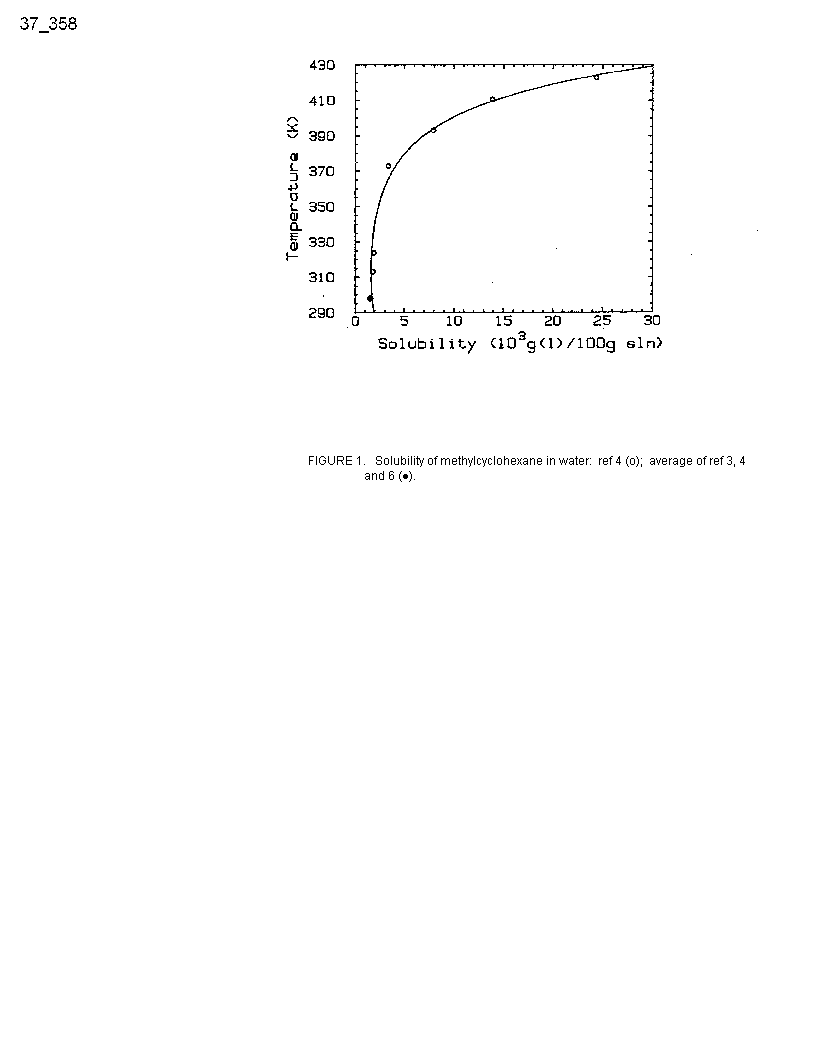 37_358
430
410
390
370
350
330
310
290
Temperature (K)
0 5 10 15 20 25 30
Solubility (10³g(1)/100g sln)
FIGURE 1. Solubility of methylcyclohexane in water: ref 4 (o); average of ref 3, 4
and 6 (●).